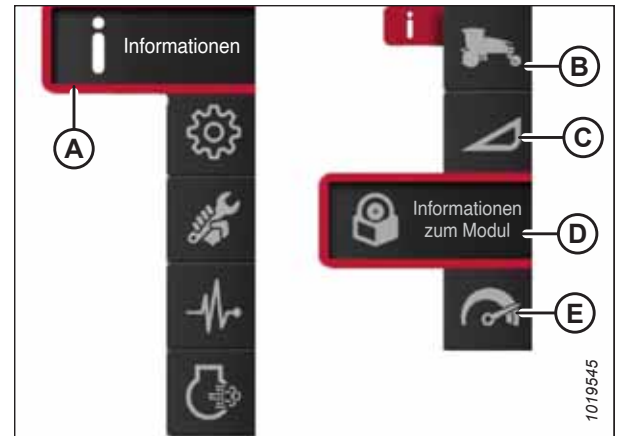 Informationen
A
i
B
C
Informationen
zum Modul
D
E
1019545